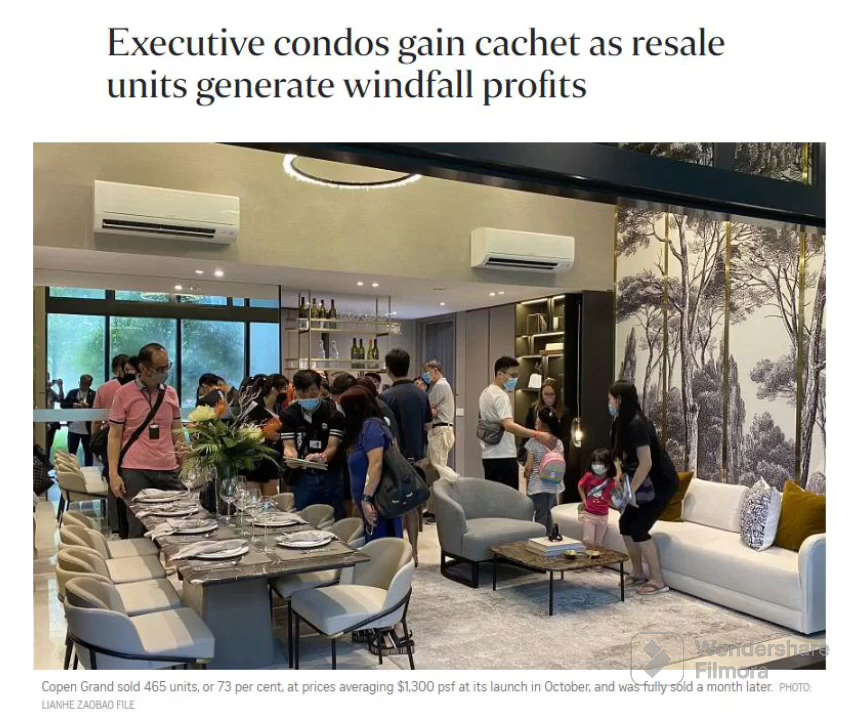 Executive condos gain cachet as resale
units generate windfall profits
Copen Grand sold 465 units, or 73 per cent, at prices averaging $1,300 psf at its launch in October, and was fully sold a month later. PHOTO:
LIANHE ZAOBAO FILE
Wondershare
Filmora